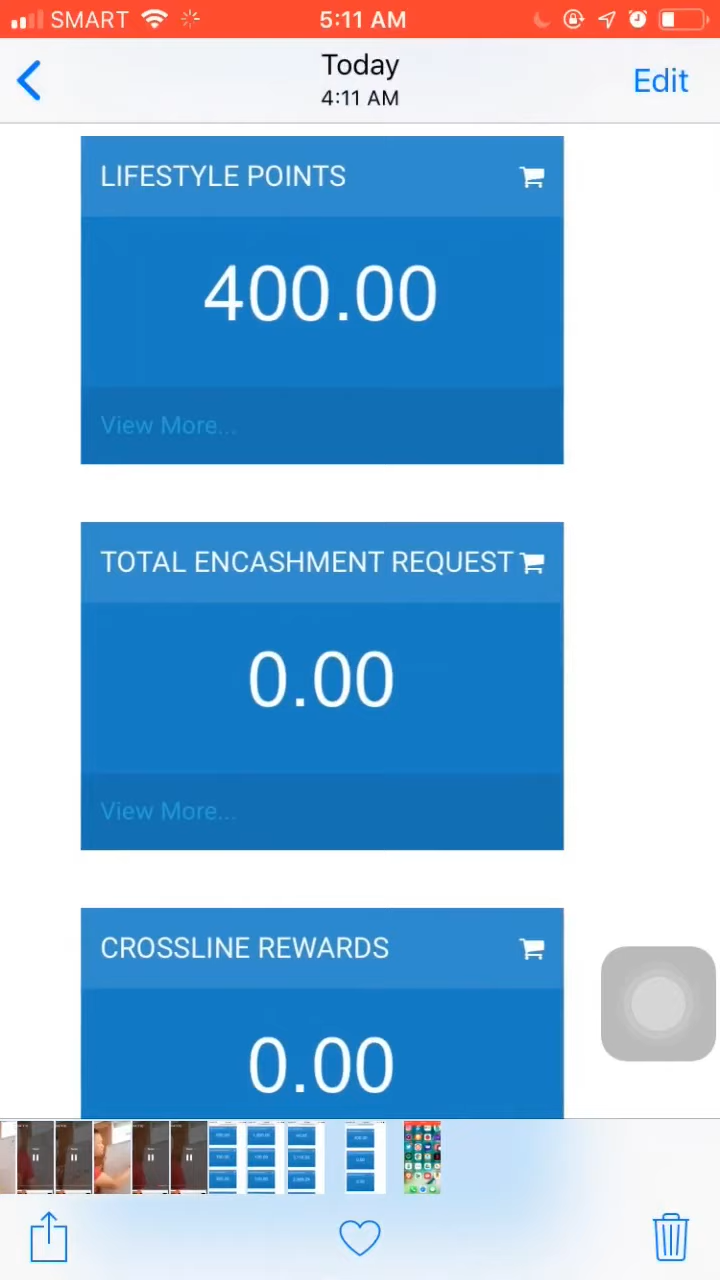 SMART 5:11 AM
Today
4:11 AM
Edit
LIFESTYLE POINTS
400.00
View More...
TOTAL ENCASHMENT REQUEST
0.00
View More...
CROSSLINE REWARDS
0.00